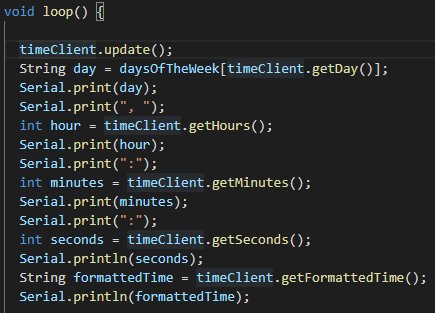 void loop() {
timeClient.update();
String day = daysOfTheWeek[timeClient.getDay()];
Serial.print(day);
Serial.print(", ");
int hour = timeClient.getHours();
Serial.print(hour);
Serial.print(":");
int minutes = timeClient.getMinutes();
Serial.print(minutes);
Serial.print(":");
int seconds = timeClient.getSeconds();
Serial.println(seconds);
String formattedTime = timeClient.getFormattedTime();
Serial.println(formattedTime);